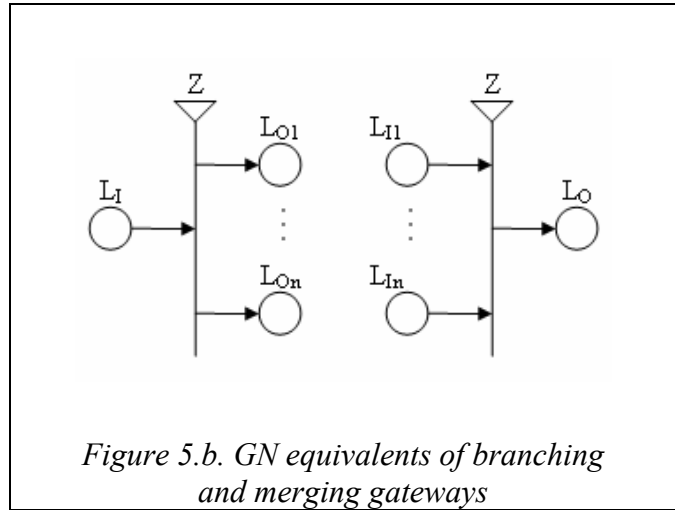 Z Z
L_O1 L_I1
L_I L_O
L_On L_In
Figure 5.b. GN equivalents of branching
and merging gateways